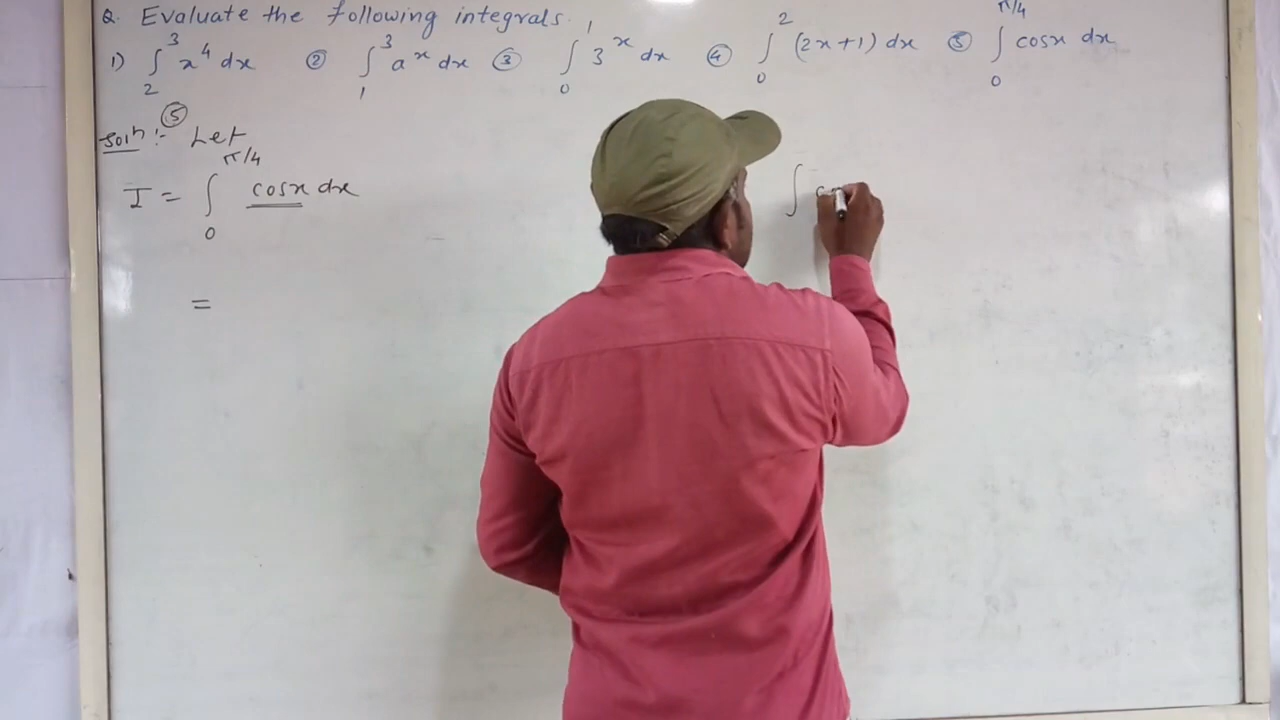 Q. Evaluate the following integrals.
1) ∫₂³ x⁴ dx ② ∫₁³ aˣ dx ③ ∫₀¹ 3ˣ dx ④ ∫₀² (2x+1) dx ⑤ ∫₀^π/4 cosx dx
Solⁿ :- ⑤ Let
I = ∫₀^π/4 cosx dx ∫
=